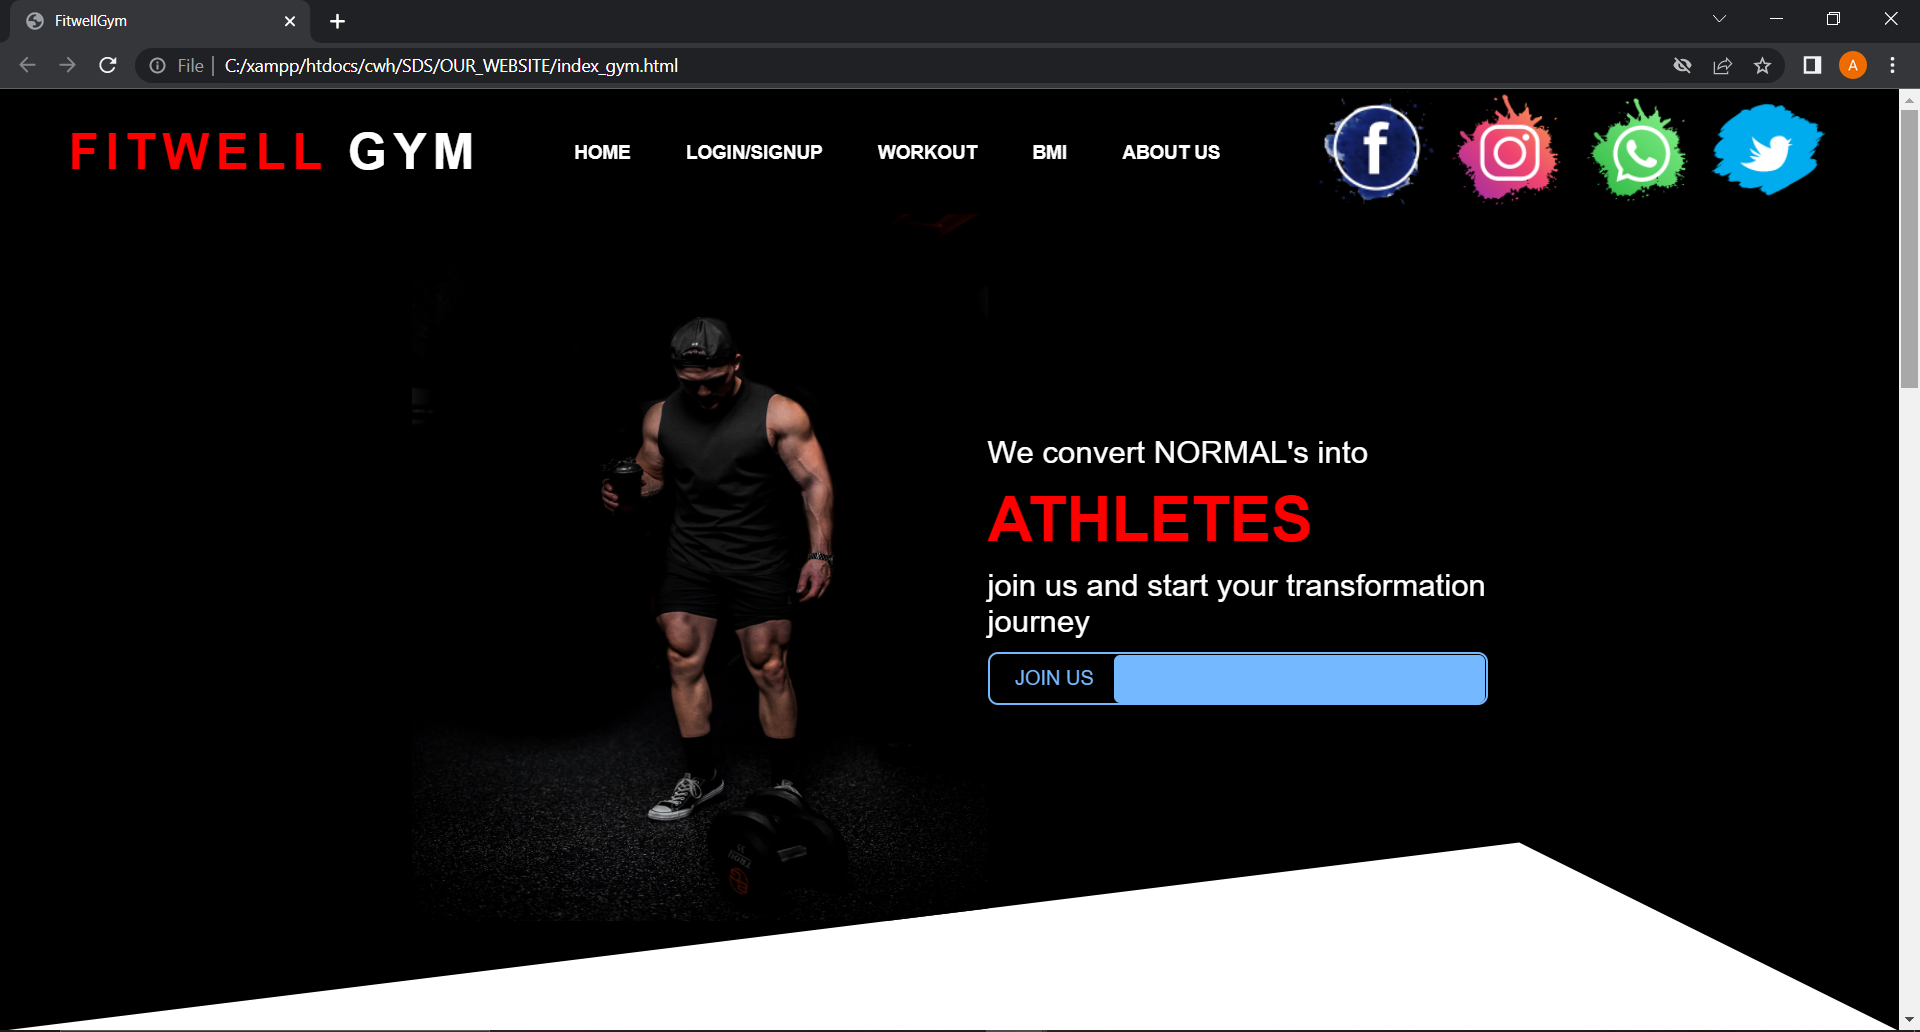 FitwellGym
File | C:/xampp/htdocs/cwh/SDS/OUR_WEBSITE/index_gym.html
A
FITWELL GYM
HOME
LOGIN/SIGNUP
WORKOUT
BMI
ABOUT US
We convert NORMAL's into
ATHLETES
join us and start your transformation
journey
JOIN US